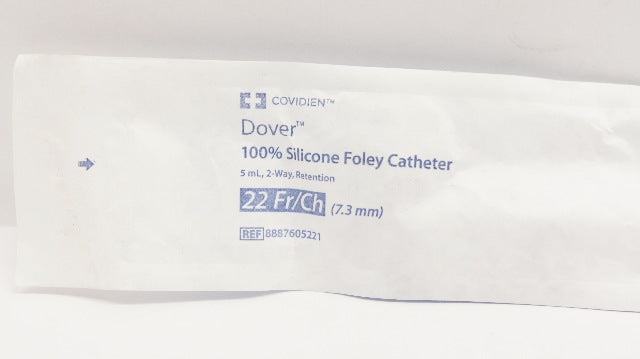 COVIDIEN™
Dover™
100% Silicone Foley Catheter
5 mL, 2-Way, Retention
22 Fr/Ch (7.3 mm)
REF 8887605221